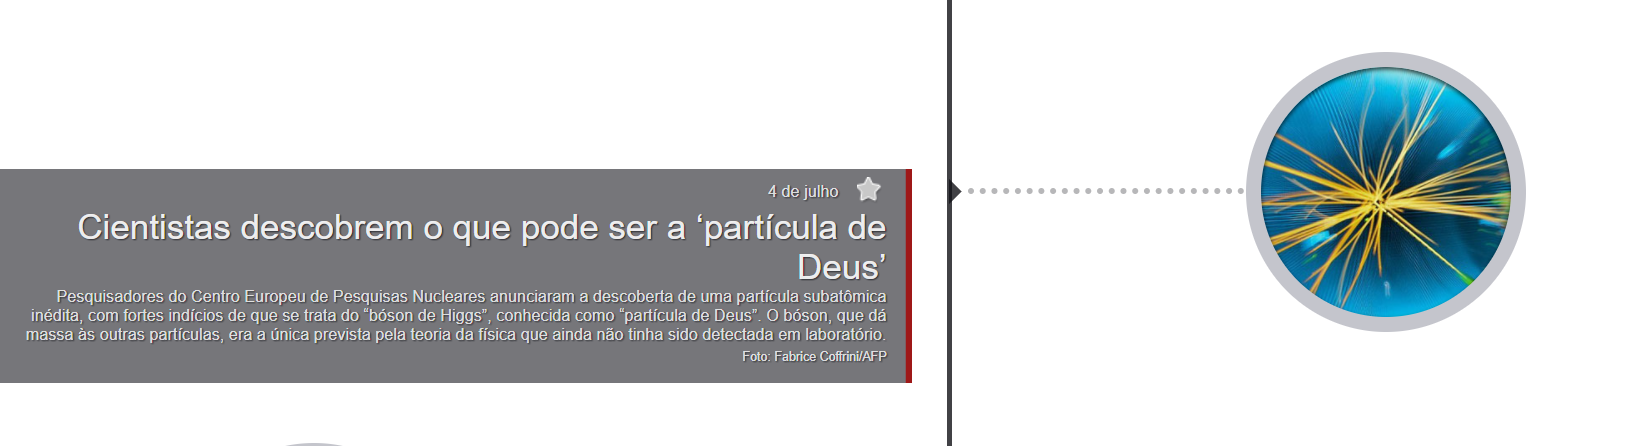 4 de julho
Cientistas descobrem o que pode ser a ‘partícula de
Deus’
Pesquisadores do Centro Europeu de Pesquisas Nucleares anunciaram a descoberta de uma partícula subatômica
inédita, com fortes indícios de que se trata do “bóson de Higgs”, conhecida como “partícula de Deus”. O bóson, que dá
massa às outras partículas, era a única prevista pela teoria da física que ainda não tinha sido detectada em laboratório.
Foto: Fabrice Coffrini/AFP